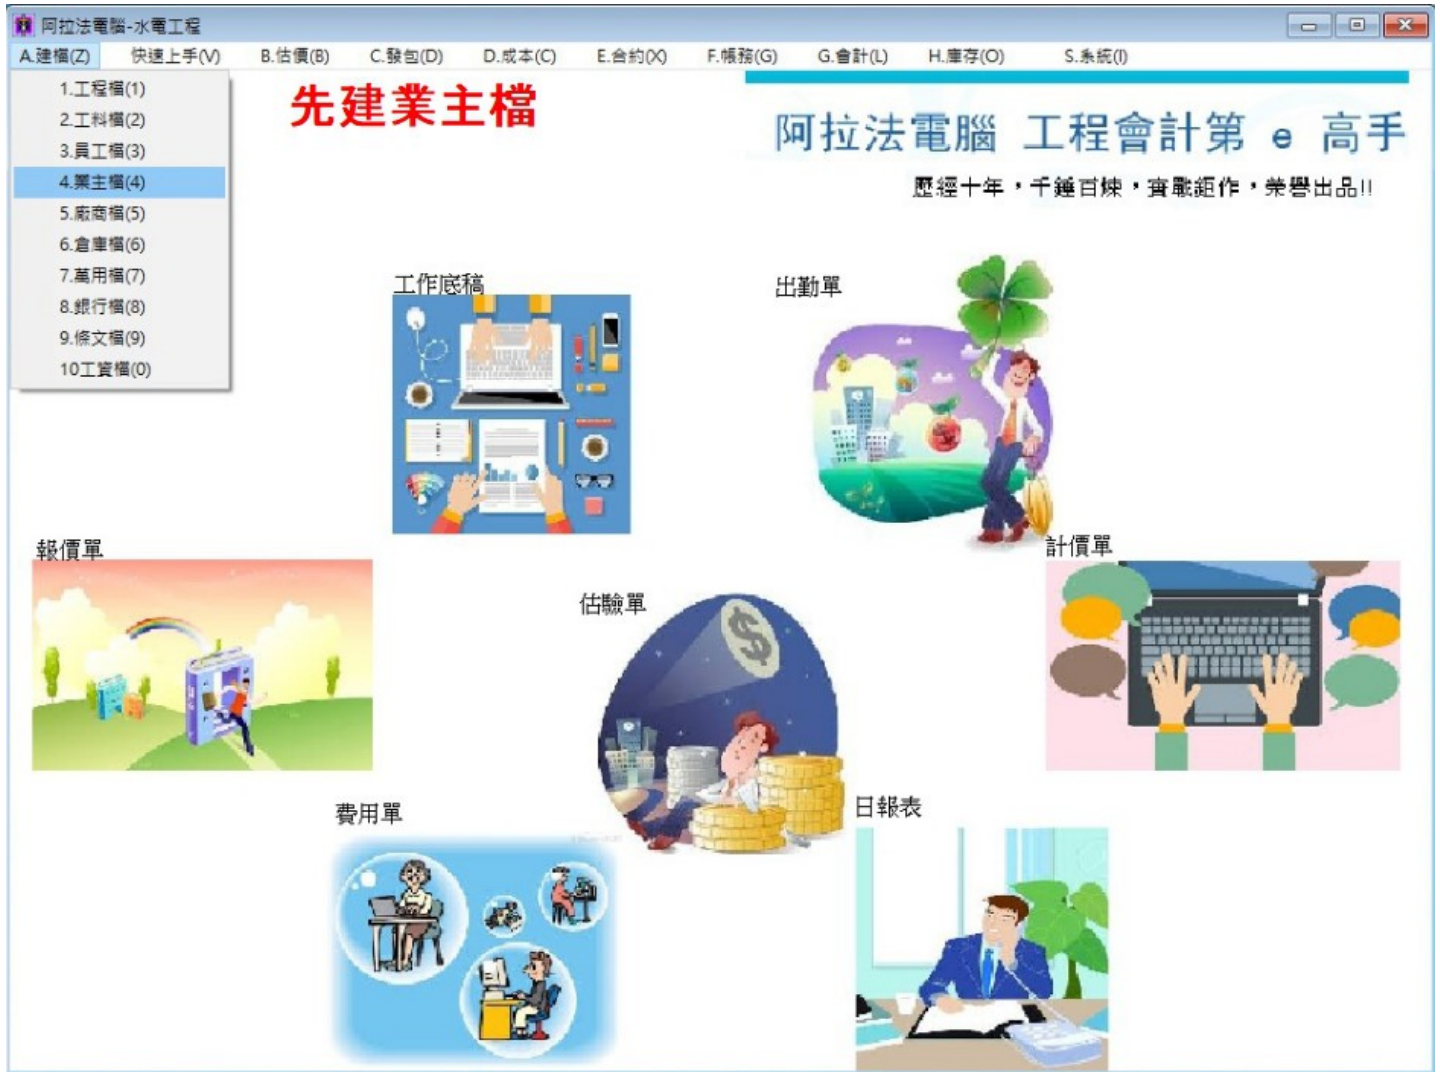 阿拉法電腦-水電工程
A.建檔(Z) 快速上手(V) B.估價(B) C.發包(D) D.成本(C) E.合約(X) F.帳務(G) G.會計(L) H.庫存(O) S.系統(I)
1.工程檔(1)
2.工料檔(2)
3.員工檔(3)
4.業主檔(4)
5.廠商檔(5)
6.倉庫檔(6)
7.萬用檔(7)
8.銀行檔(8)
9.條文檔(9)
10工資檔(0)
先建業主檔
阿拉法電腦 工程會計第 e 高手
歷經十年，千錘百煉，實戰鉅作，榮譽出品!!
工作底稿
出勤單
報價單
估驗單
計價單
費用單
日報表